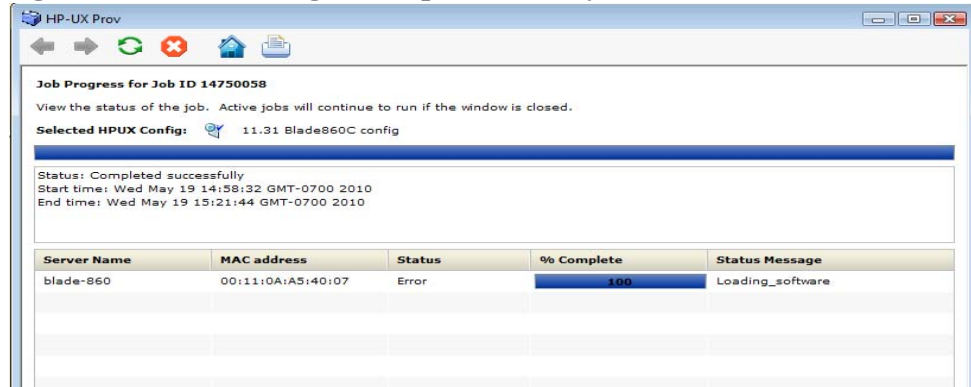 HP-UX Prov
Job Progress for Job ID 14750058
View the status of the job. Active jobs will continue to run if the window is closed.
Selected HPUX Config: 11.31 Blade860C config
Status: Completed successfully
Start time: Wed May 19 14:58:32 GMT-0700 2010
End time: Wed May 19 15:21:44 GMT-0700 2010
Server Name MAC address Status % Complete Status Message
blade-860 00:11:0A:A5:40:07 Error 100 Loading_software